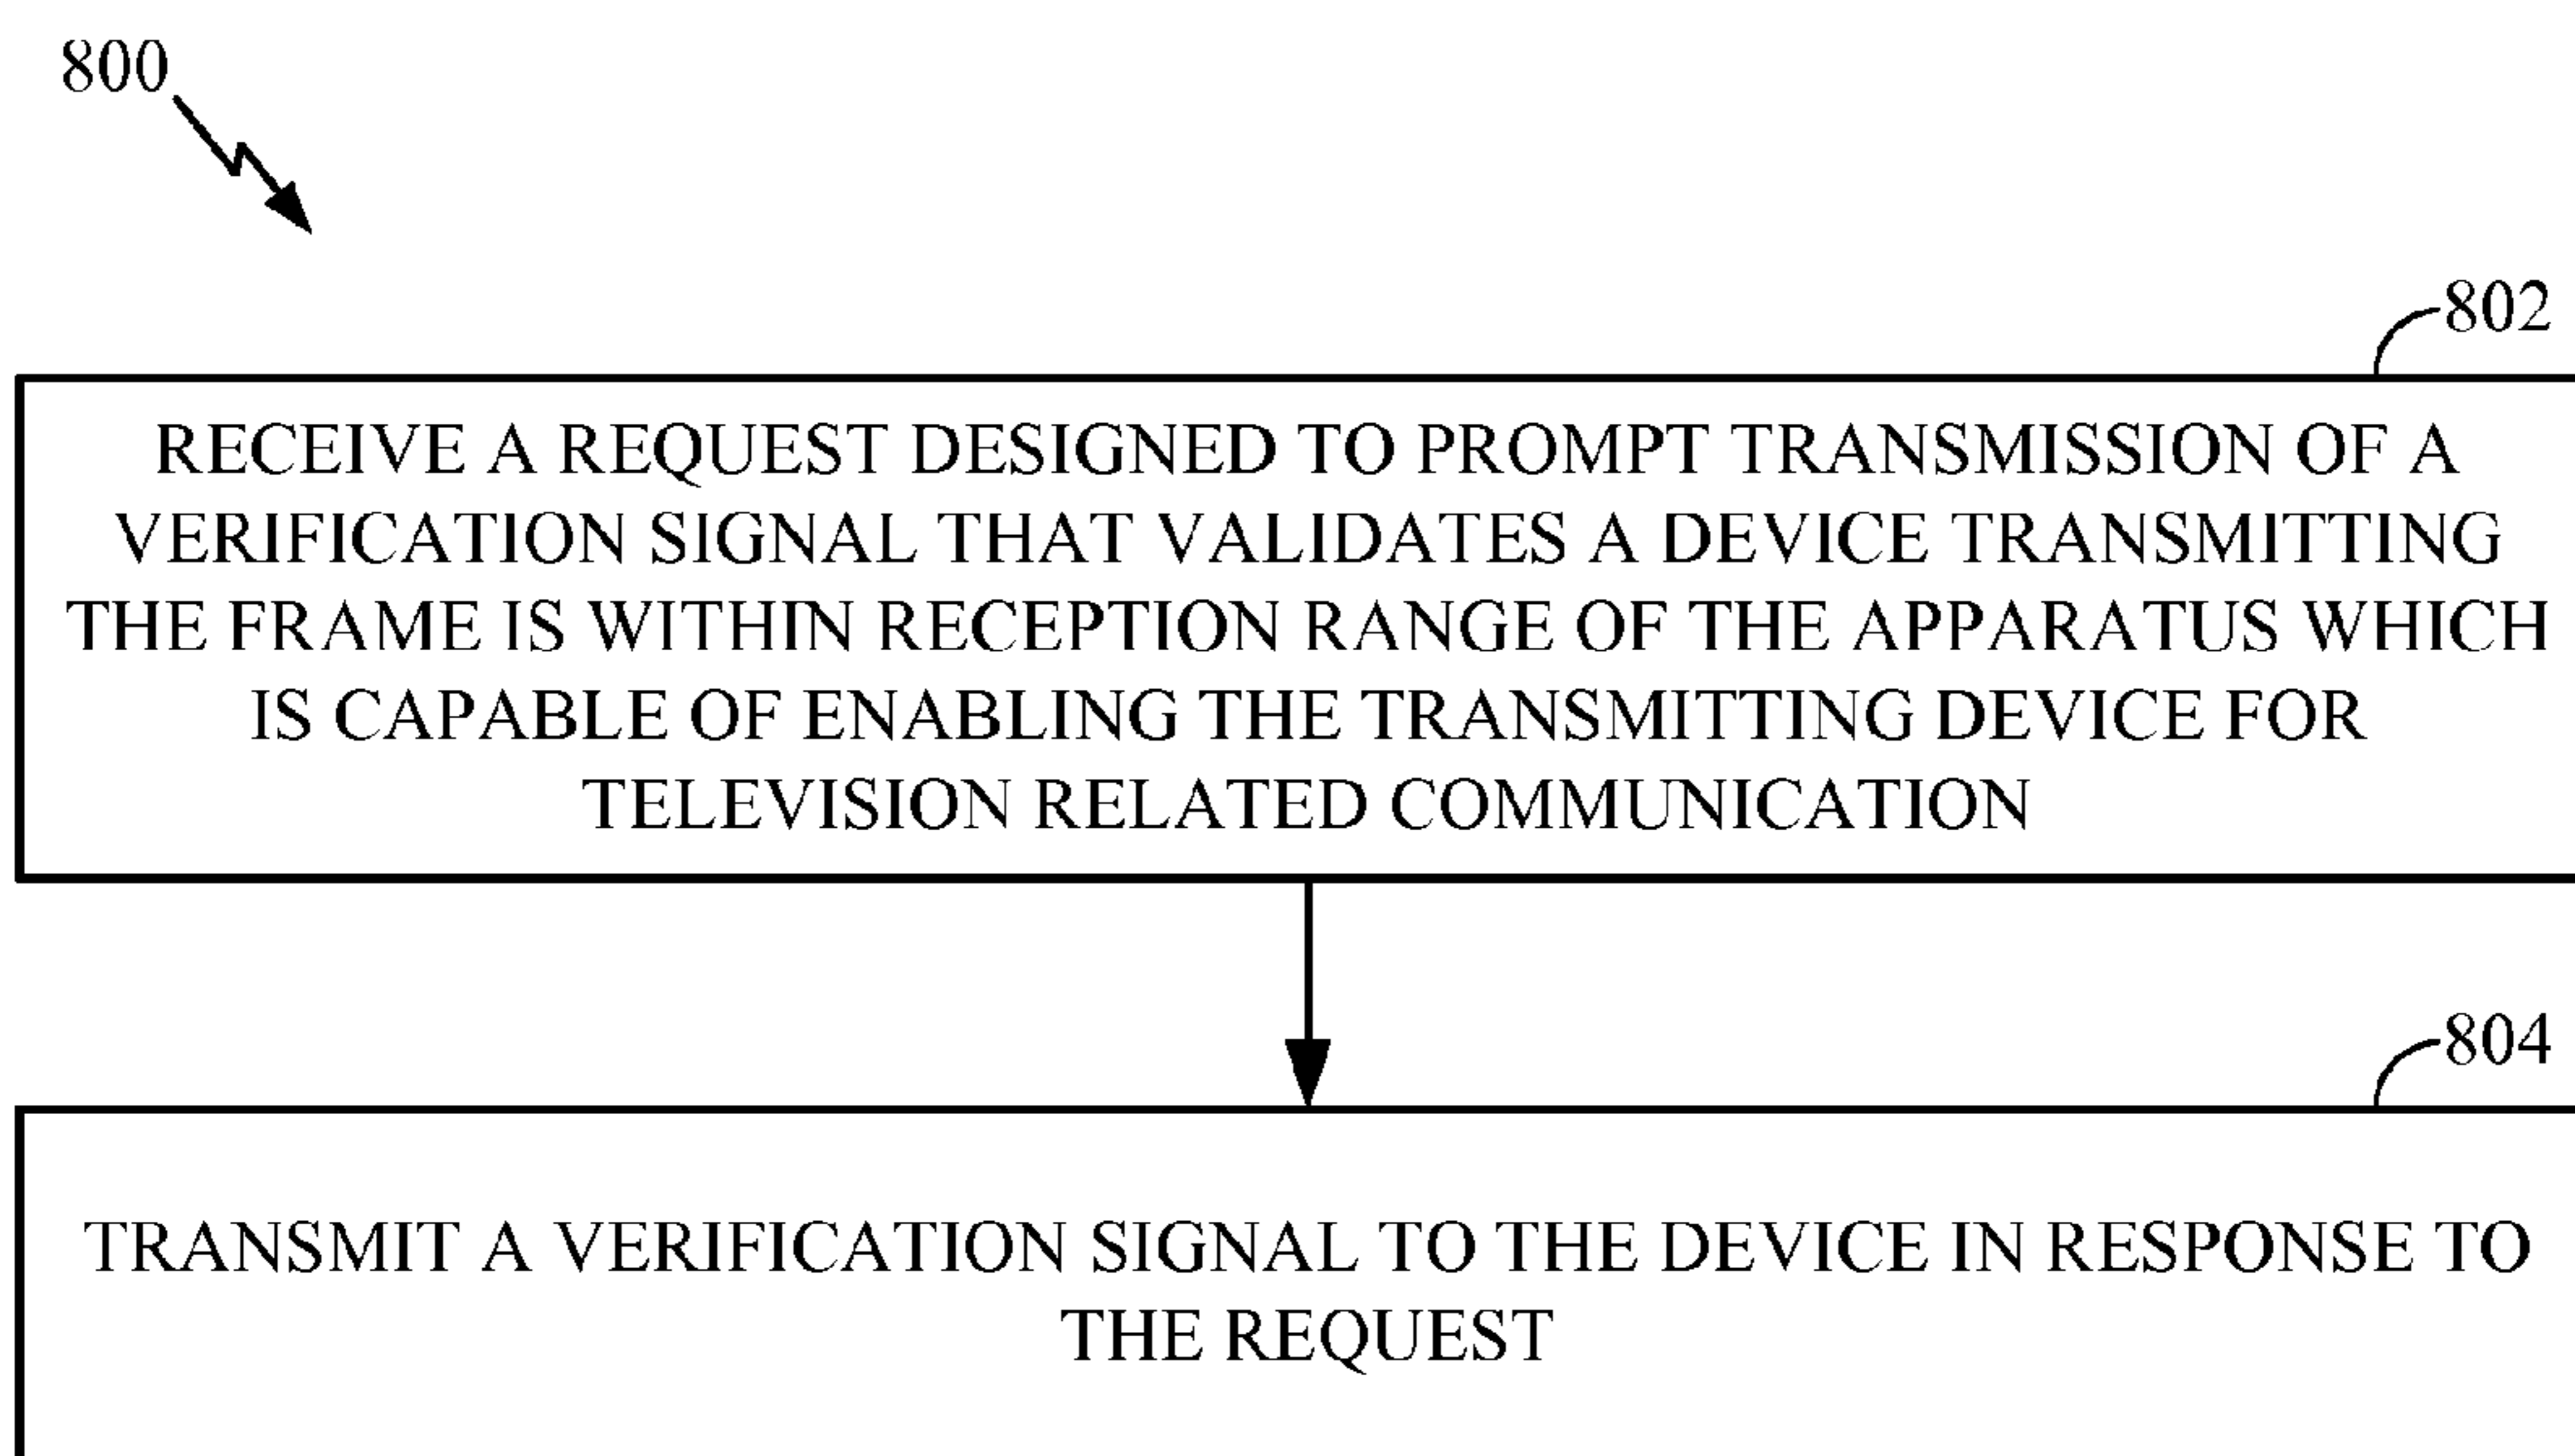 800
802
RECEIVE A REQUEST DESIGNED TO PROMPT TRANSMISSION OF A
VERIFICATION SIGNAL THAT VALIDATES A DEVICE TRANSMITTING
THE FRAME IS WITHIN RECEPTION RANGE OF THE APPARATUS WHICH
IS CAPABLE OF ENABLING THE TRANSMITTING DEVICE FOR
TELEVISION RELATED COMMUNICATION
804
TRANSMIT A VERIFICATION SIGNAL TO THE DEVICE IN RESPONSE TO
THE REQUEST